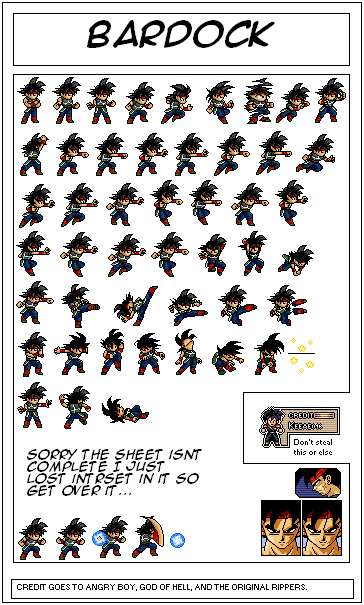 BARDOCK
SORRY THE SHEET ISNT
COMPLETE I JUST
LOST INTRSET IN IT SO
GET OVER IT...
CREDIT:
Don't steal
this or else
CREDIT GOES TO ANGRY BOY, GOD OF HELL, AND THE ORIGINAL RIPPERS.